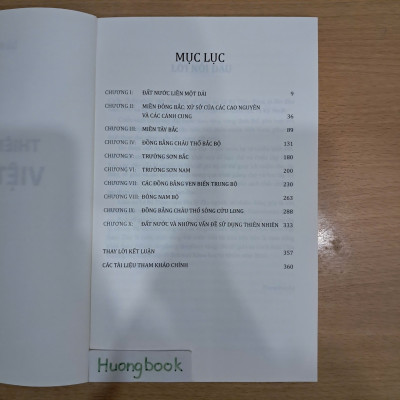 MỤC LỤC
CHƯƠNG I: ĐẤT NƯỚC LIỀN MỘT DẢI 9
CHƯƠNG II: MIỀN ĐÔNG BẮC: XỨ SỞ CỦA CÁC CAO NGUYÊN
VÀ CÁC CÁNH CUNG 36
CHƯƠNG III: MIỀN TÂY BẮC 89
CHƯƠNG IV: ĐỒNG BẰNG CHÂU THỔ BẮC BỘ 131
CHƯƠNG V: TRƯỜNG SƠN BẮC 180
CHƯƠNG VI: TRƯỜNG SƠN NAM 200
CHƯƠNG VII: CÁC ĐỒNG BẰNG VEN BIỂN TRUNG BỘ 230
CHƯƠNG VIII: ĐÔNG NAM BỘ 263
CHƯƠNG IX: ĐỒNG BẰNG CHÂU THỔ SÔNG CỬU LONG 288
CHƯƠNG X: ĐẤT NƯỚC VÀ NHỮNG VẤN ĐỀ SỬ DỤNG THIÊN NHIÊN 333
THAY LỜI KẾT LUẬN 357
CÁC TÀI LIỆU THAM KHẢO CHÍNH 360
Huongbook